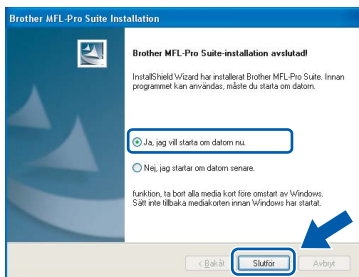 Brother MFL-Pro Suite Installation
Brother MFL-Pro Suite-installation avslutad!
InstallShield Wizard har installerat Brother MFL-Pro Suite. Innan
programmet kan användas, måste du starta om datorn.
Ja, jag vill starta om datorn nu.
Nej, jag startar om datorn senare.
funktion, ta bort alla media kort före omstart av Windows.
Sätt inte tillbaka mediakorten innan Windows har startat.
< Bakåt
Slutför
Avbryt